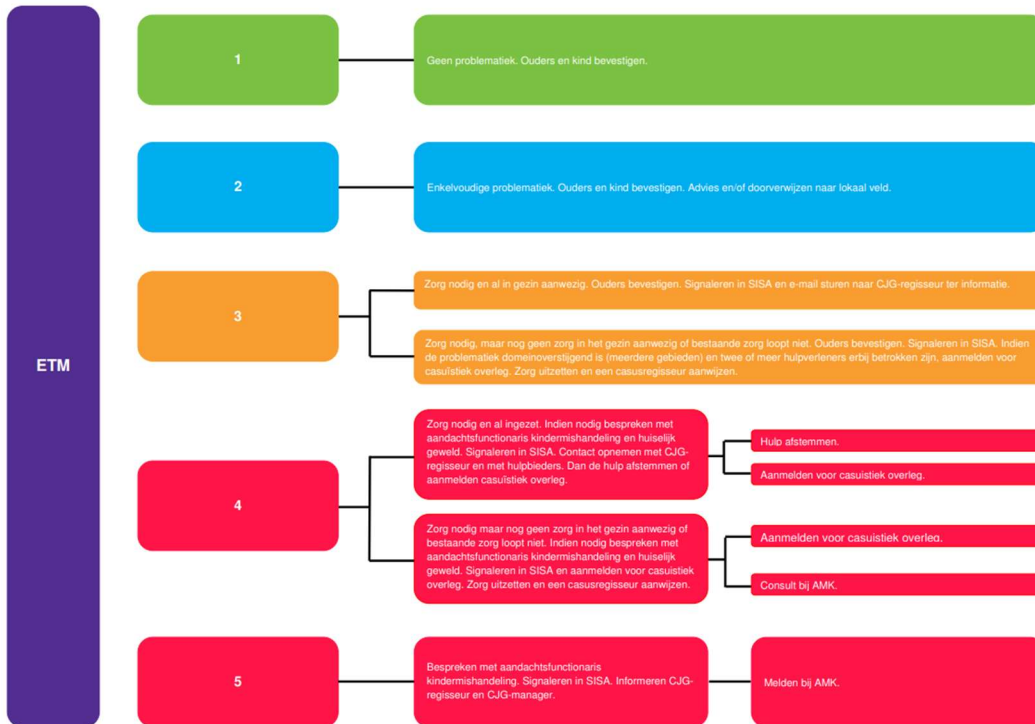 ETM
1
Geen problematiek. Ouders en kind bevestigen.
2
Enkelvoudige problematiek. Ouders en kind bevestigen. Advies en/of doorverwijzen naar lokaal veld.
3
Zorg nodig en al in gezin aanwezig. Ouders bevestigen. Signaleren in SISA en e-mail sturen naar CJG-regisseur ter informatie.
Zorg nodig, maar nog geen zorg in het gezin aanwezig of bestaande zorg loopt niet. Ouders bevestigen. Signaleren in SISA. Indien
de problematiek domeinoverstijgend is (meerdere gebieden) en twee of meer hulpverleners erbij betrokken zijn, aanmelden voor
casuïstiek overleg. Zorg uitzetten en een casusregisseur aanwijzen.
4
Zorg nodig en al ingezet. Indien nodig bespreken met
aandachtsfunctionaris kindermishandeling en huiselijk
geweld. Signaleren in SISA. Contact opnemen met CJG-
regisseur en met hulpbieders. Dan de hulp afstemmen of
aanmelden casuïstiek overleg.
Hulp afstemmen.
Aanmelden voor casuistiek overleg.
Zorg nodig maar nog geen zorg in het gezin aanwezig of
bestaande zorg loopt niet. Indien nodig bespreken met
aandachtsfunctionaris kindermishandeling en huiselijk
geweld. Signaleren in SISA en aanmelden voor casuistiek
overleg. Zorg uitzetten en een casusregisseur aanwijzen.
Aanmelden voor casuistiek overleg.
Consult bij AMK.
5
Bespreken met aandachtsfunctionaris
kindermishandeling. Signaleren in SISA. Informeren CJG-
regisseur en CJG-manager.
Melden bij AMK.